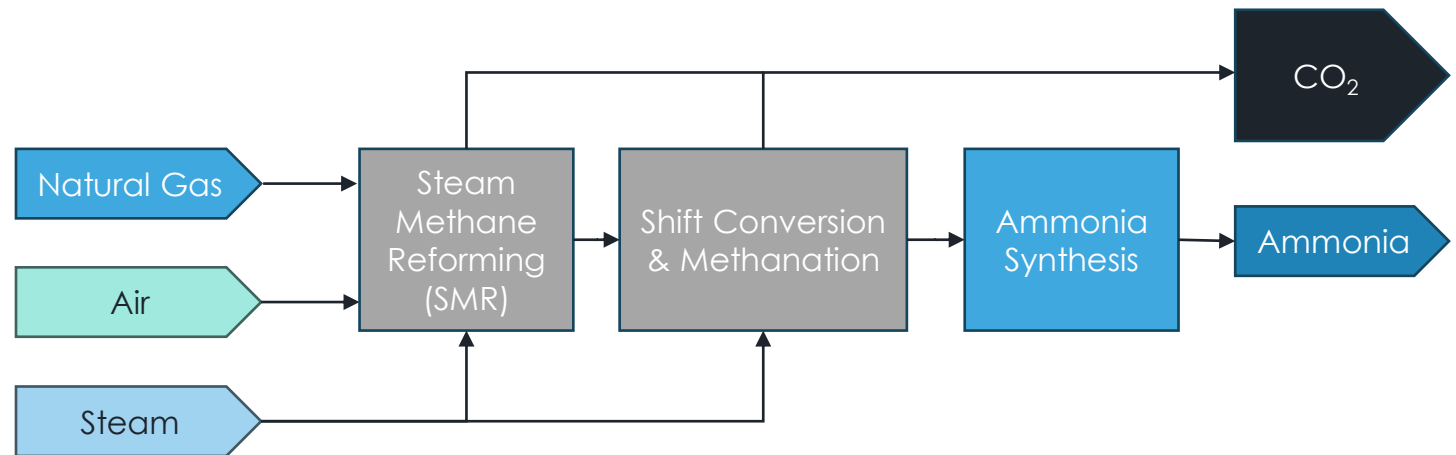 CO₂
Natural Gas
Steam
Methane
Reforming
(SMR)
Shift Conversion
& Methanation
Ammonia
Synthesis
Ammonia
Air
Steam